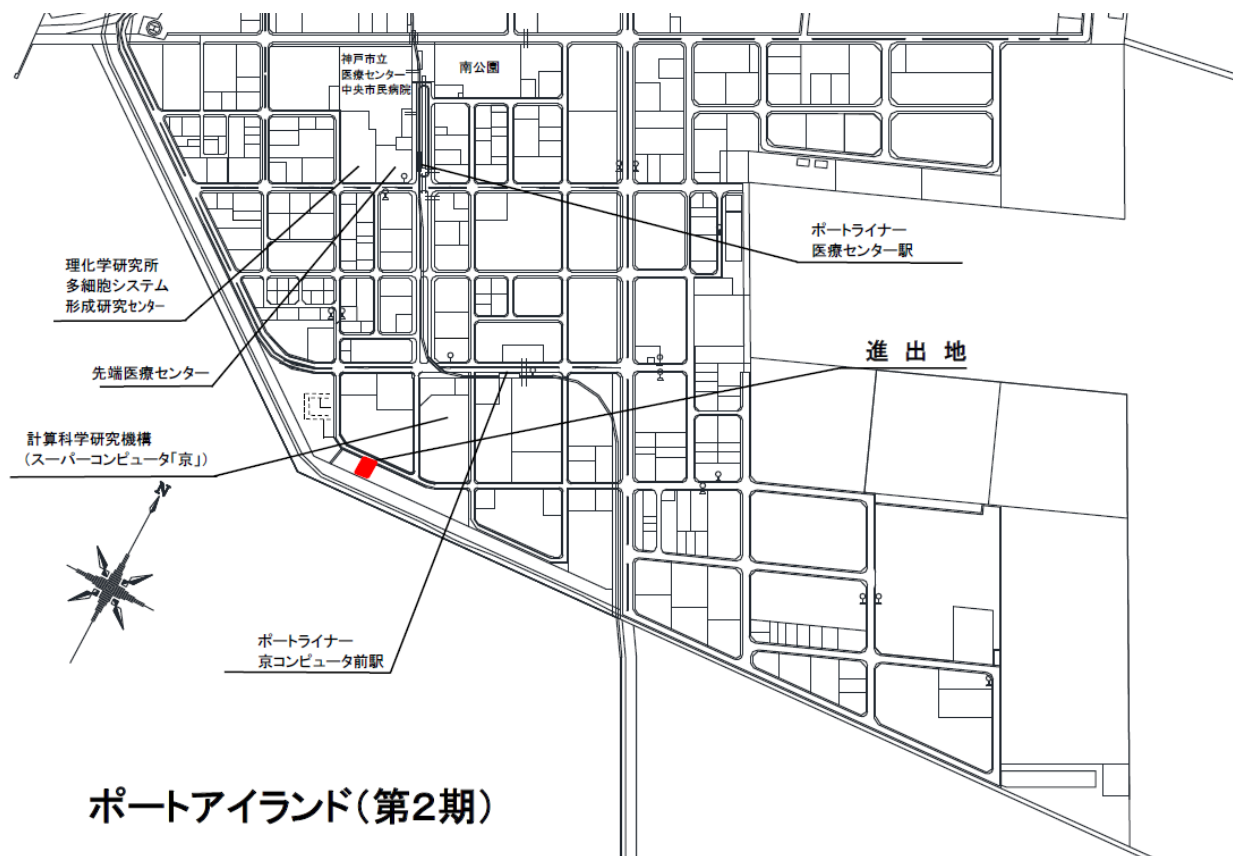 神戸市立
医療センター
中央市民病院
南公園
ポートライナー
医療センター駅
理化学研究所
多細胞システム
形成研究センター
進 出 地
先端医療センター
計算科学研究機構
(スーパーコンピュータ「京」)
N
ポートライナー
京コンピュータ前駅
ポートアイランド(第2期)